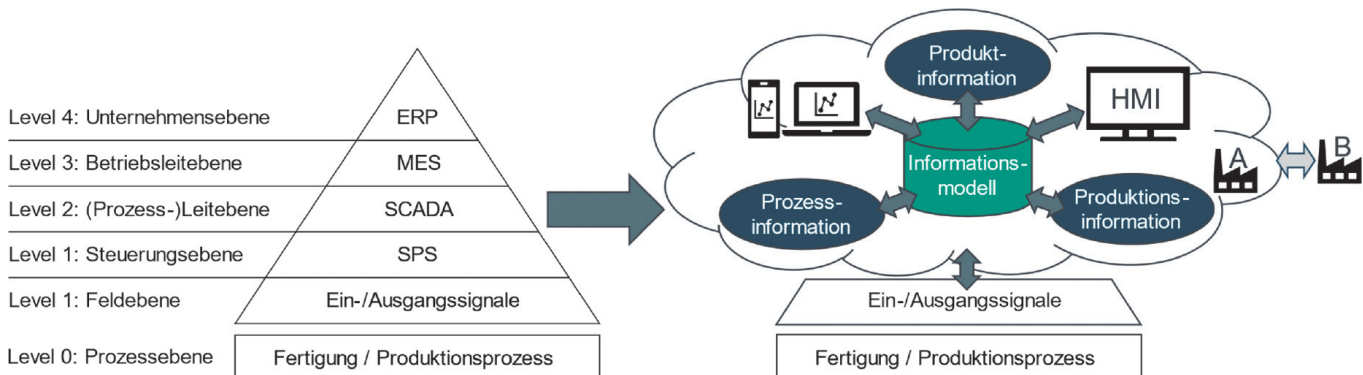 Level 4: Unternehmensebene
ERP
Level 3: Betriebsleitebene
MES
Level 2: (Prozess-)Leitebene
SCADA
Level 1: Steuerungsebene
SPS
Level 1: Feldebene
Ein-/Ausgangssignale
Level 0: Prozessebene
Fertigung / Produktionsprozess
Produkt-
information
HMI
Informations-
modell
Prozess-
information
Produktions-
information
A
B
Ein-/Ausgangssignale
Fertigung / Produktionsprozess